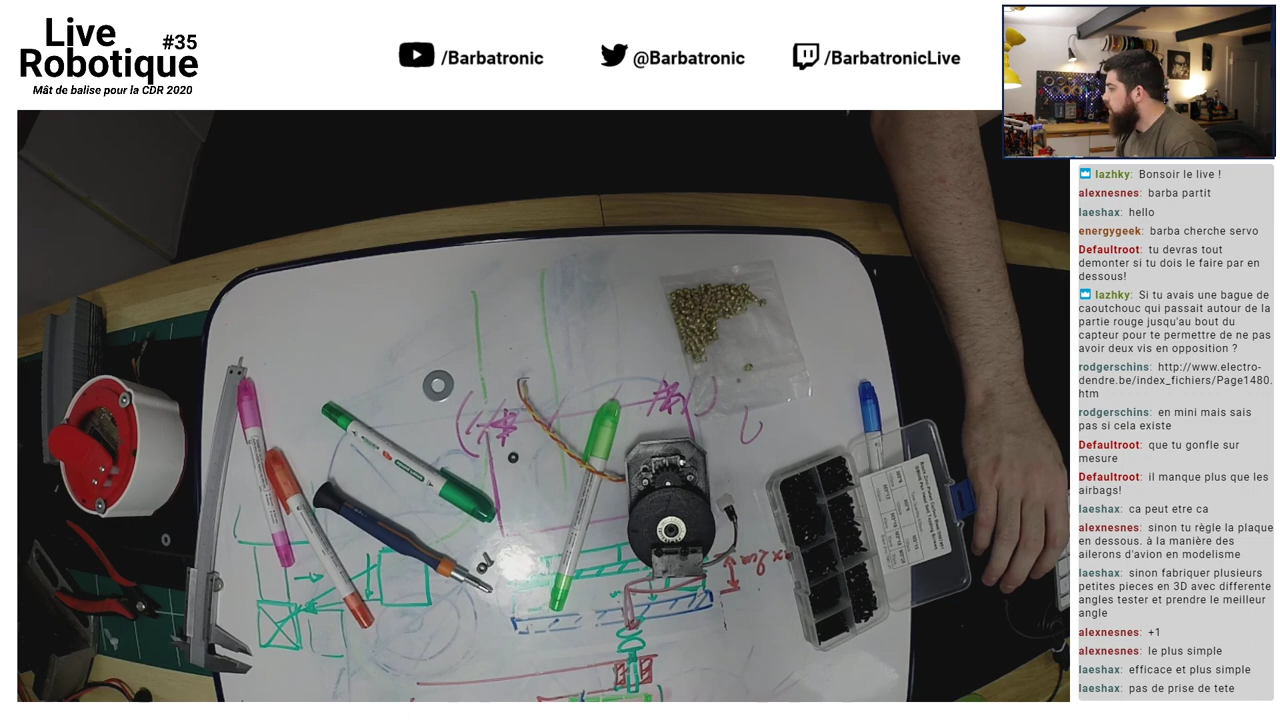 Live
Robotique #35
Mât de balise pour la CDR 2020
/Barbatronic
@Barbatronic
/BarbatronicLive
lazhky: Bonsoir le live !
alexnesnes: barba partit
laeshax: hello
energygeek: barba cherche servo
Defaultroot: tu devras tout
demonter si tu dois le faire par en
dessous!
lazhky: Si tu avais une bague de
caoutchouc qui passait autour de la
partie rouge jusqu'au bout du
capteur pour te permettre de ne pas
avoir deux vis en opposition ?
rodgerschins: http://www.electro-
dendre.be/index_fichiers/Page1480.
htm
rodgerschins: en mini mais sais
pas si cela existe
Defaultroot: que tu gonfle sur
mesure
Defaultroot: il manque plus que les
airbags!
laeshax: ca peut etre ca
alexnesnes: sinon tu règle la plaque
en dessous. à la manière des
ailerons d'avion en modelisme
laeshax: sinon fabriquer plusieurs
petites pieces en 3D avec differente
angles tester et prendre le meilleur
angle
alexnesnes: +1
alexnesnes: le plus simple
laeshax: efficace et plus simple
laeshax: pas de prise de tete